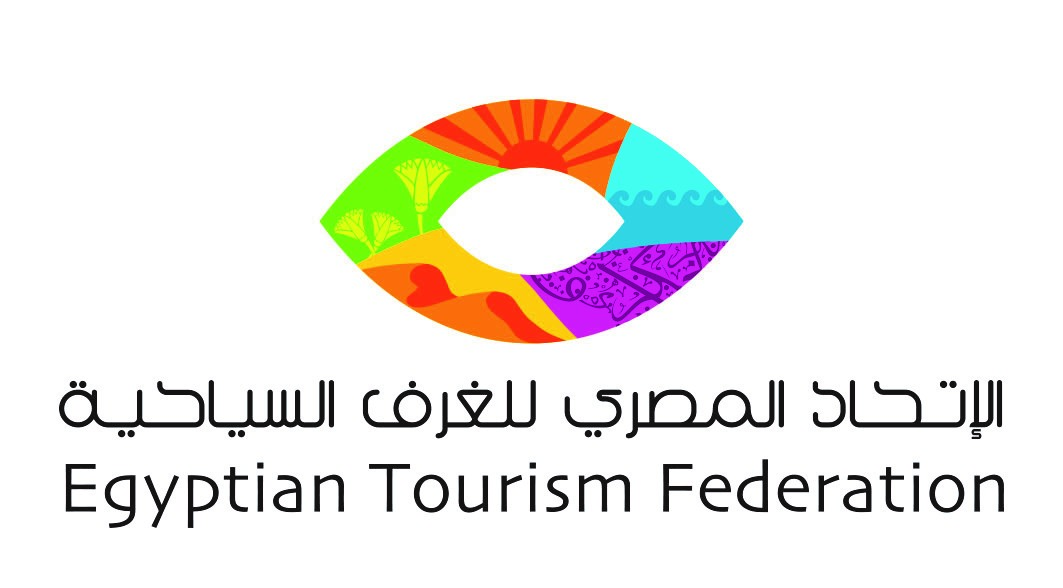 الإتحاد المصري للغرف السياحية
Egyptian Tourism Federation